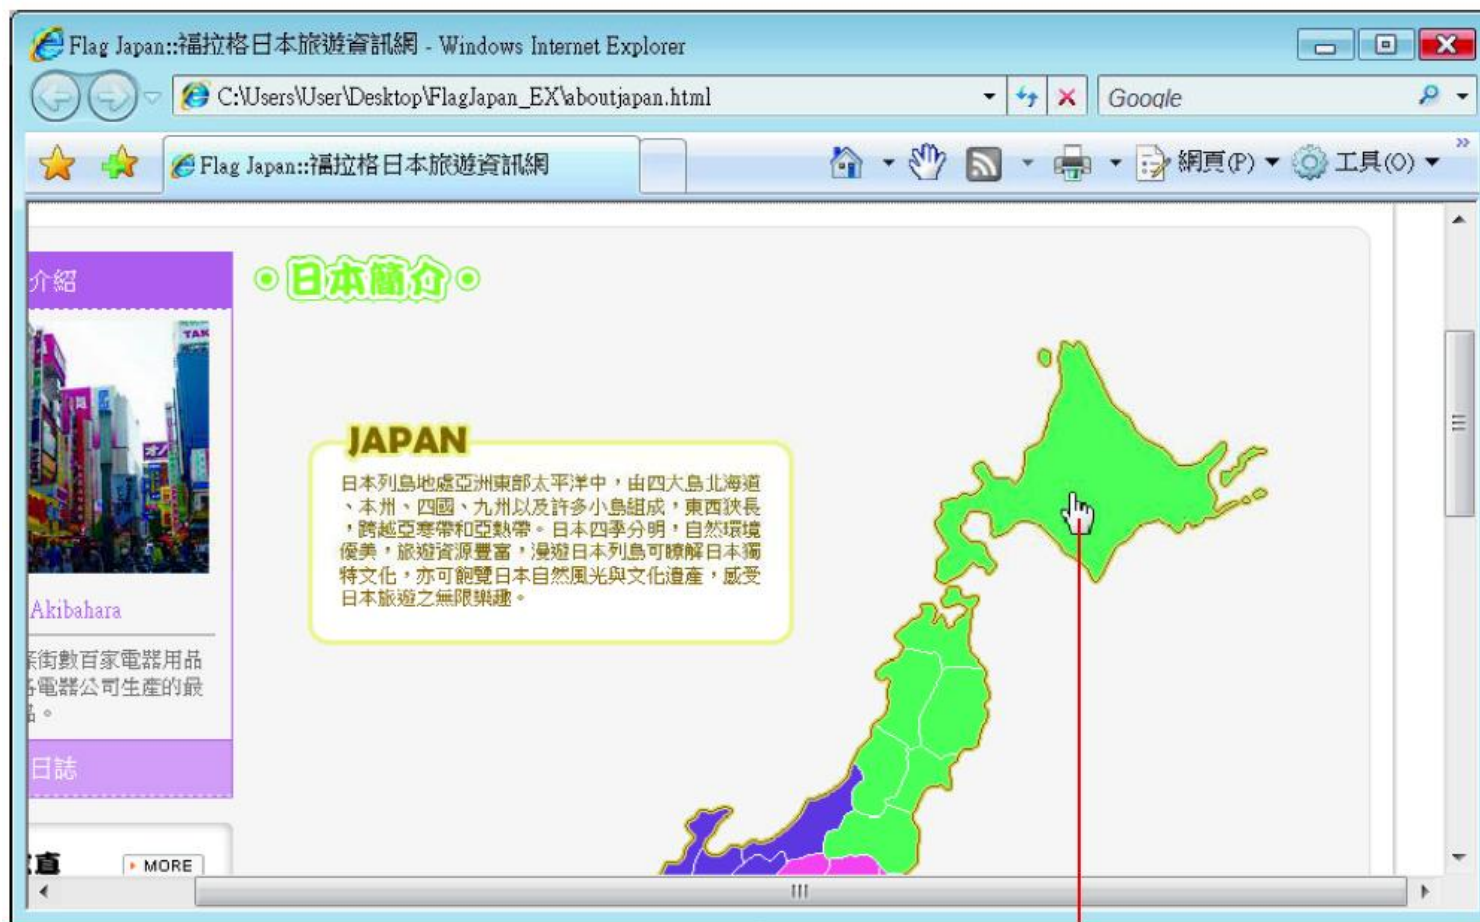 Flag Japan::福拉格日本旅遊資訊網 - Windows Internet Explorer
C:\Users\User\Desktop\FlagJapan_EX\aboutjapan.html
Google
Flag Japan::福拉格日本旅遊資訊網
網頁(P)
工具(O)
介紹
日本簡介
TAK
JAPAN
日本列島地處亞洲東部太平洋中，由四大島北海道
、本州、四國、九州以及許多小島組成，東西狹長
，跨越亞寒帶和亞熱帶。日本四季分明，自然環境
優美，旅遊資源豐富，漫遊日本列島可瞭解日本獨
特文化，亦可飽覽日本自然風光與文化遺產，感受
日本旅遊之無限樂趣。
Akibahara
街數百家電器用品
電器公司生產的最
。
日誌
直
MORE